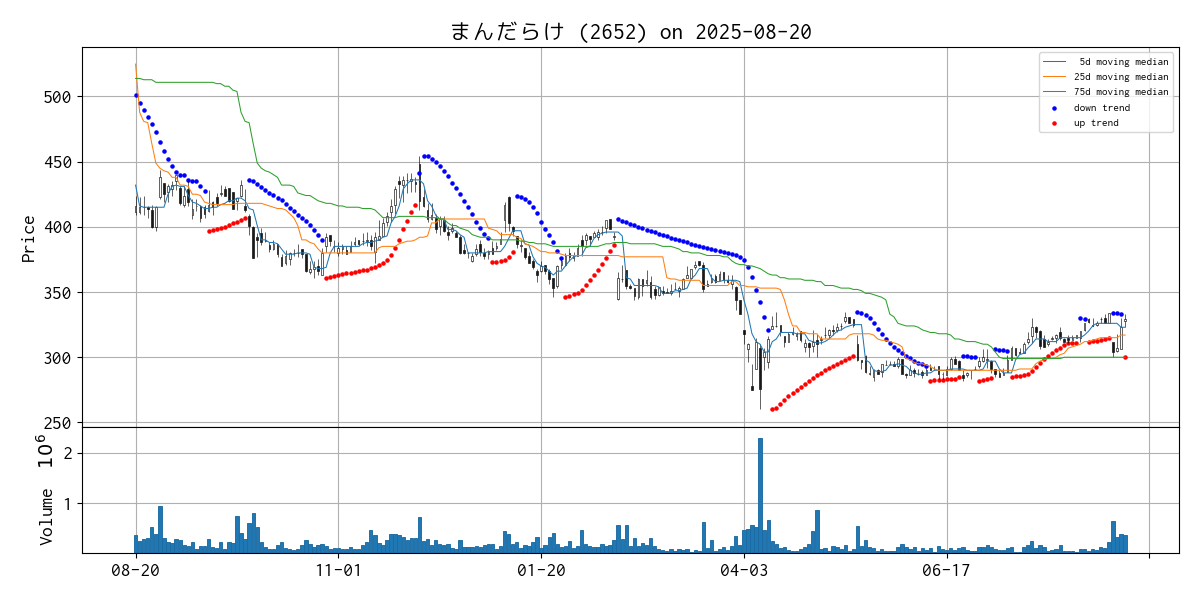 まんだらけ (2652) on 2025-08-20
5d moving median
25d moving median
75d moving median
down trend
up trend
Price
500
450
400
350
300
250
Volume 10^6
2
1
08-20 11-01 01-20 04-03 06-17